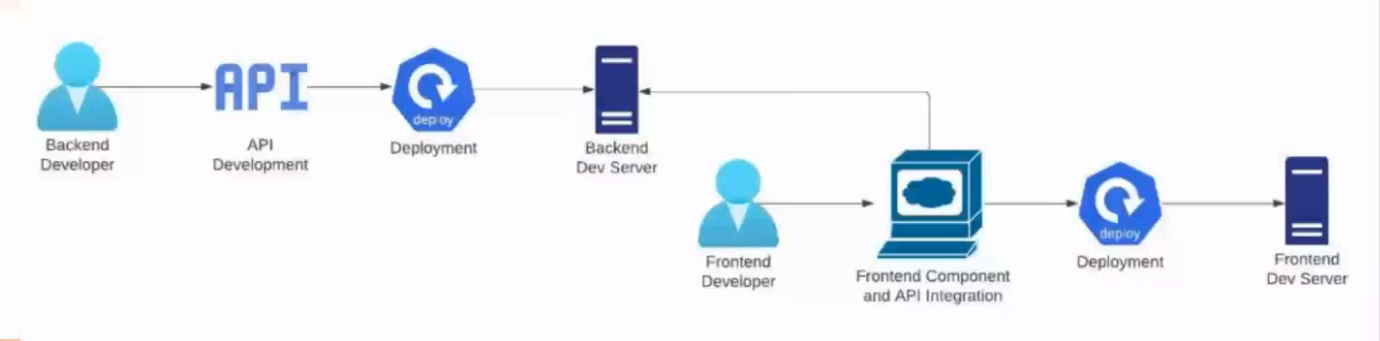 API
deploy
Backend
Developer
API
Development
Deployment
Backend
Dev Server
deploy
Frontend
Developer
Frontend Component
and API Integration
Deployment
Frontend
Dev Server